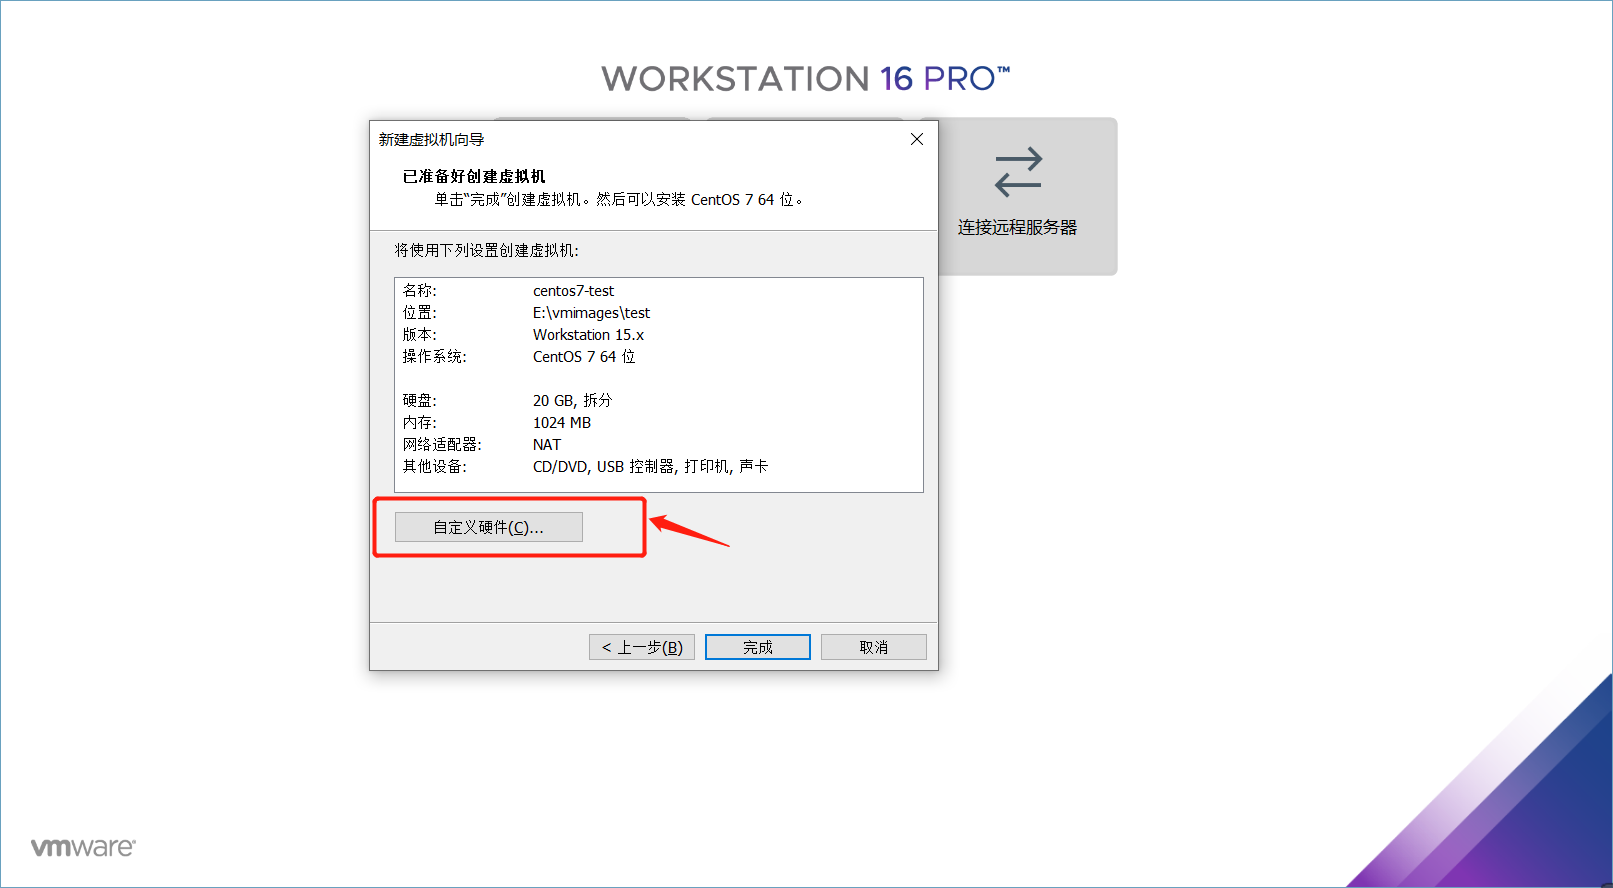 WORKSTATION 16 PRO™
新建虚拟机向导
已准备好创建虚拟机
单击“完成”创建虚拟机。然后可以安装 CentOS 7 64 位。
连接远程服务器
将使用下列设置创建虚拟机:
名称: centos7-test
位置: E:\vmimages\test
版本: Workstation 15.x
操作系统: CentOS 7 64 位
硬盘: 20 GB, 拆分
内存: 1024 MB
网络适配器: NAT
其他设备: CD/DVD, USB 控制器, 打印机, 声卡
自定义硬件(C)...
< 上一步(B) 完成 取消
vmware®